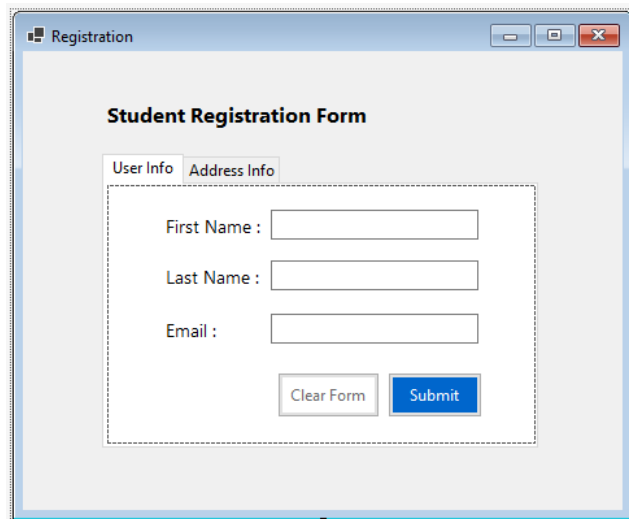 Registration
Student Registration Form
User Info Address Info
First Name :
Last Name :
Email :
Clear Form Submit